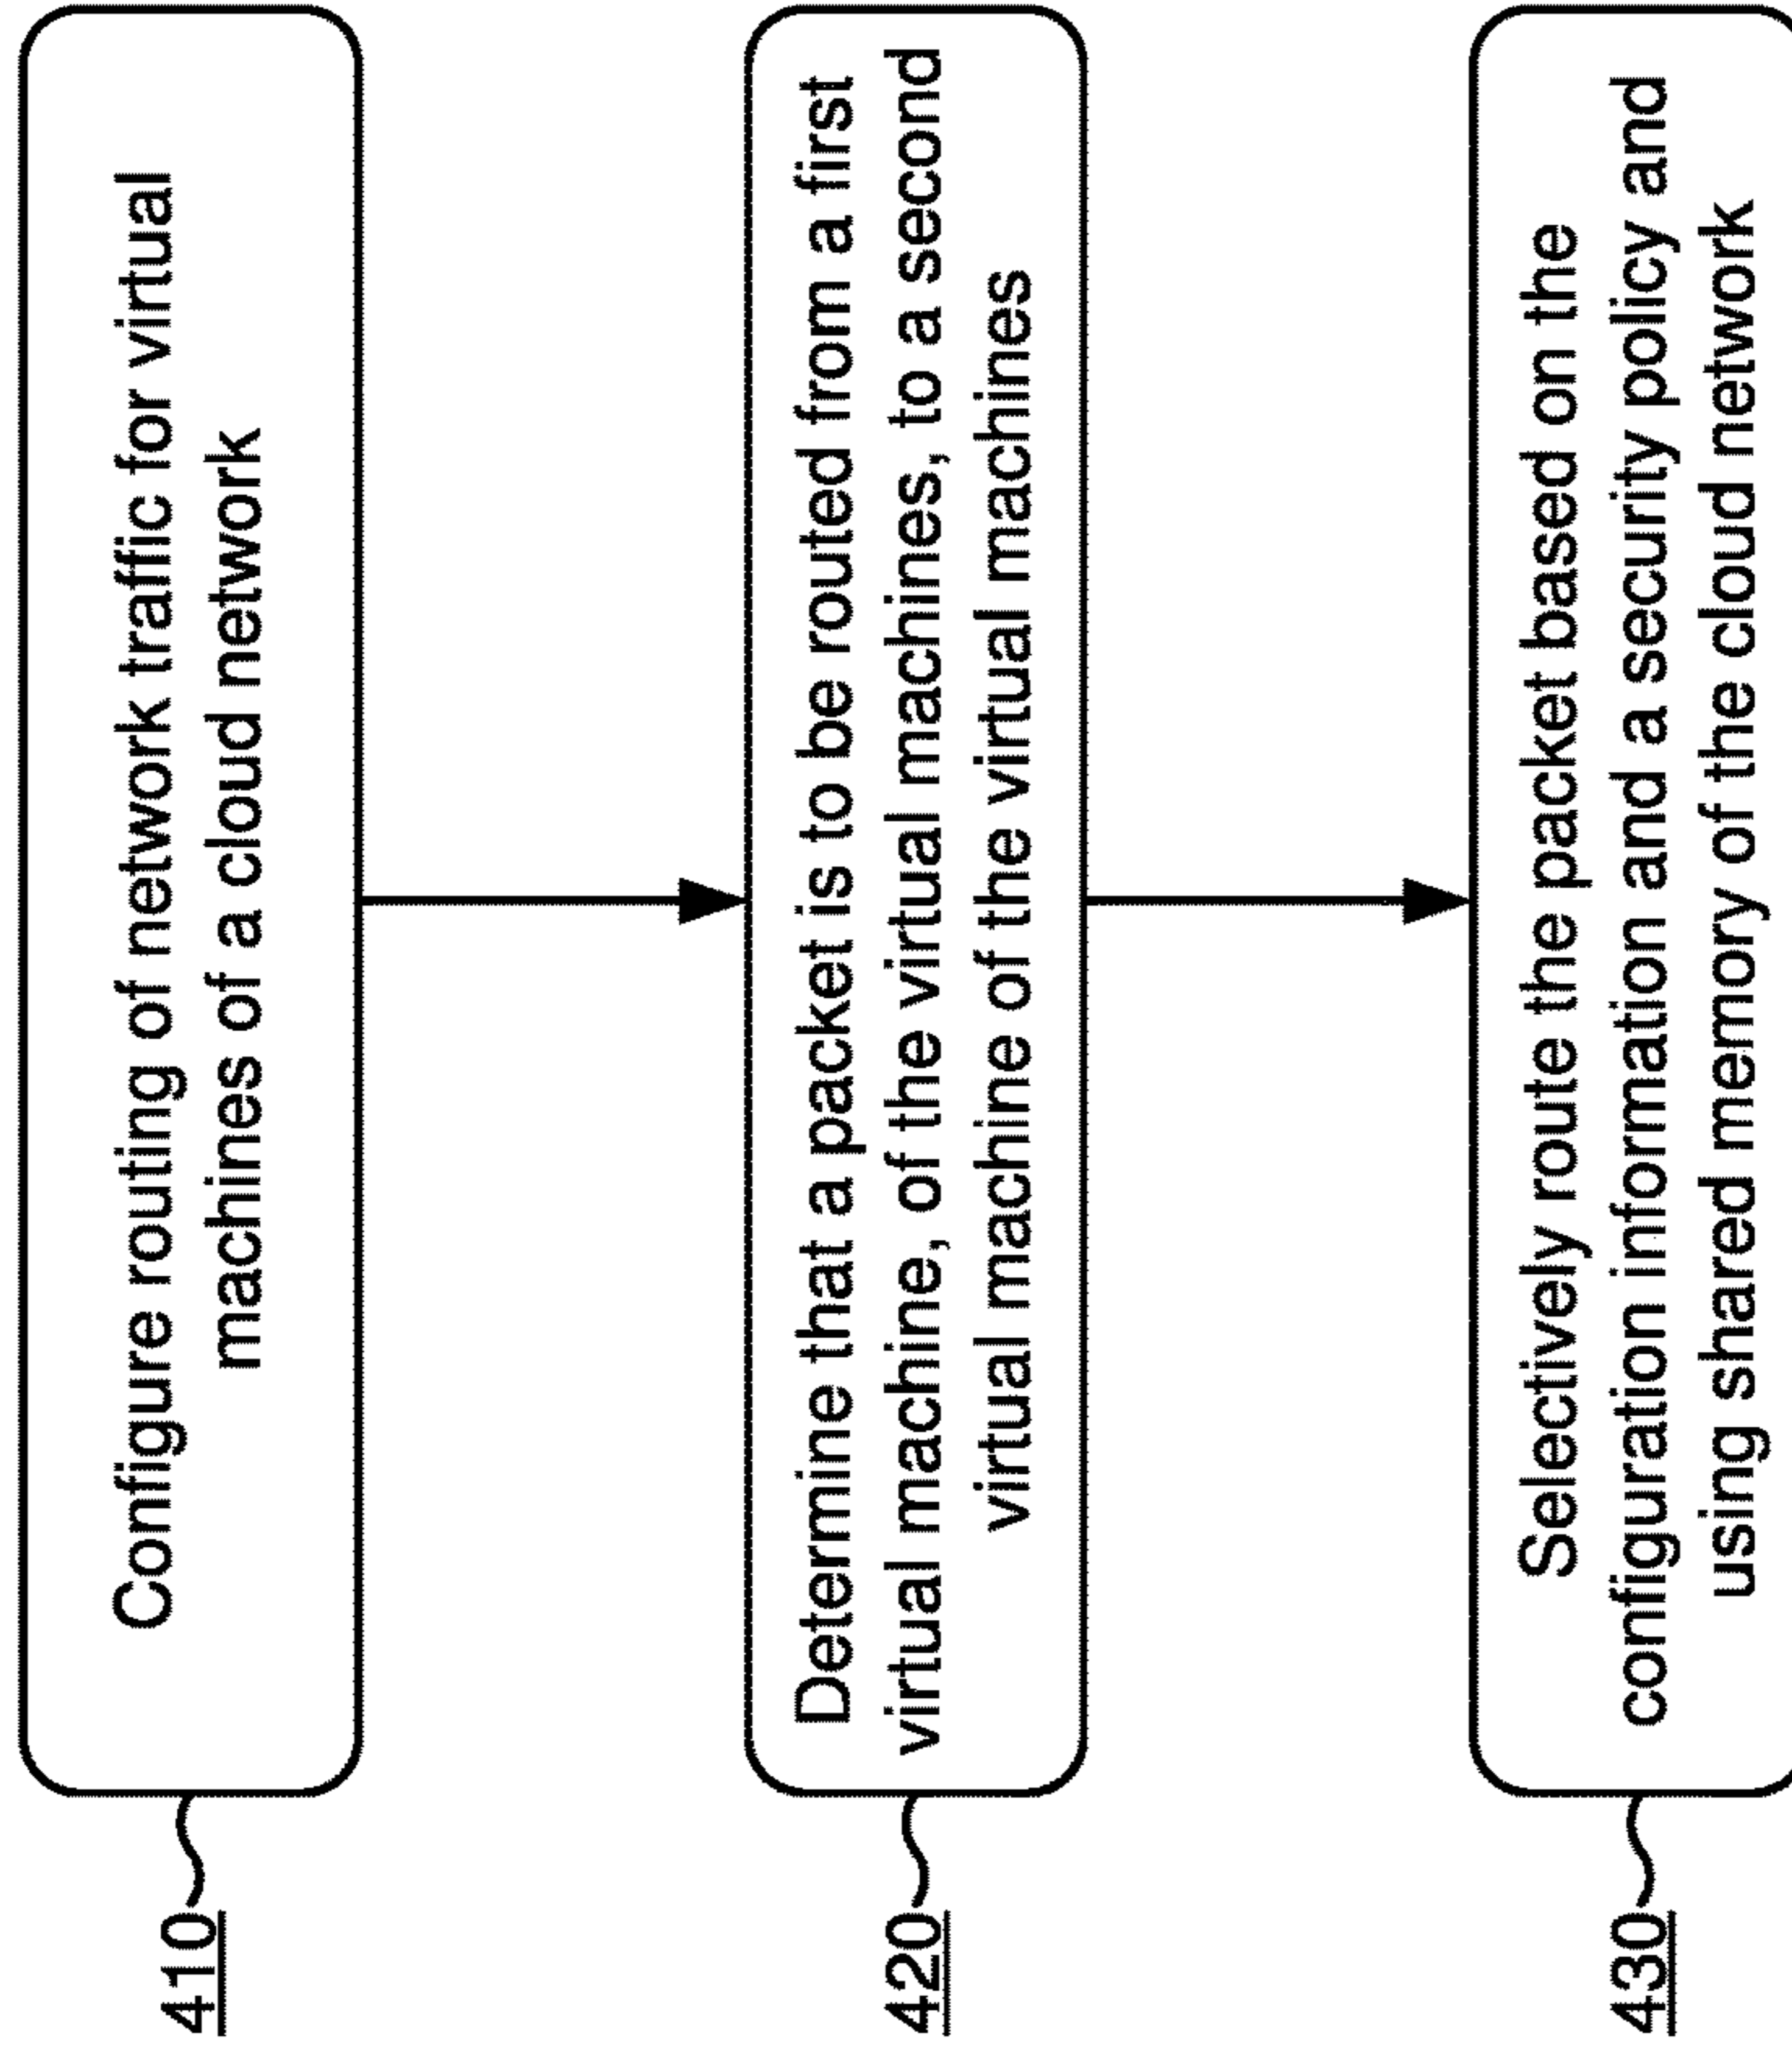 410
Configure routing of network traffic for virtual
machines of a cloud network
420
Determine that a packet is to be routed from a first
virtual machine, of the virtual machines, to a second
virtual machine of the virtual machines
430
Selectively route the packet based on the
configuration information and a security policy and
using shared memory of the cloud network